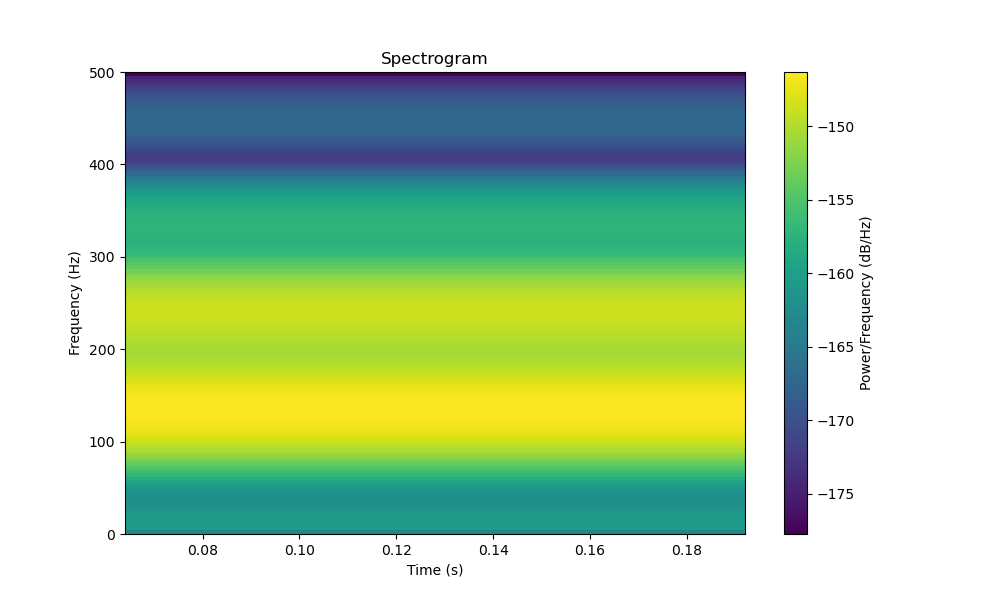 Spectrogram
500
400
300
200
100
0
Frequency (Hz)
0.08 0.10 0.12 0.14 0.16 0.18
Time (s)
−150
−155
−160
−165
−170
−175
Power/Frequency (dB/Hz)